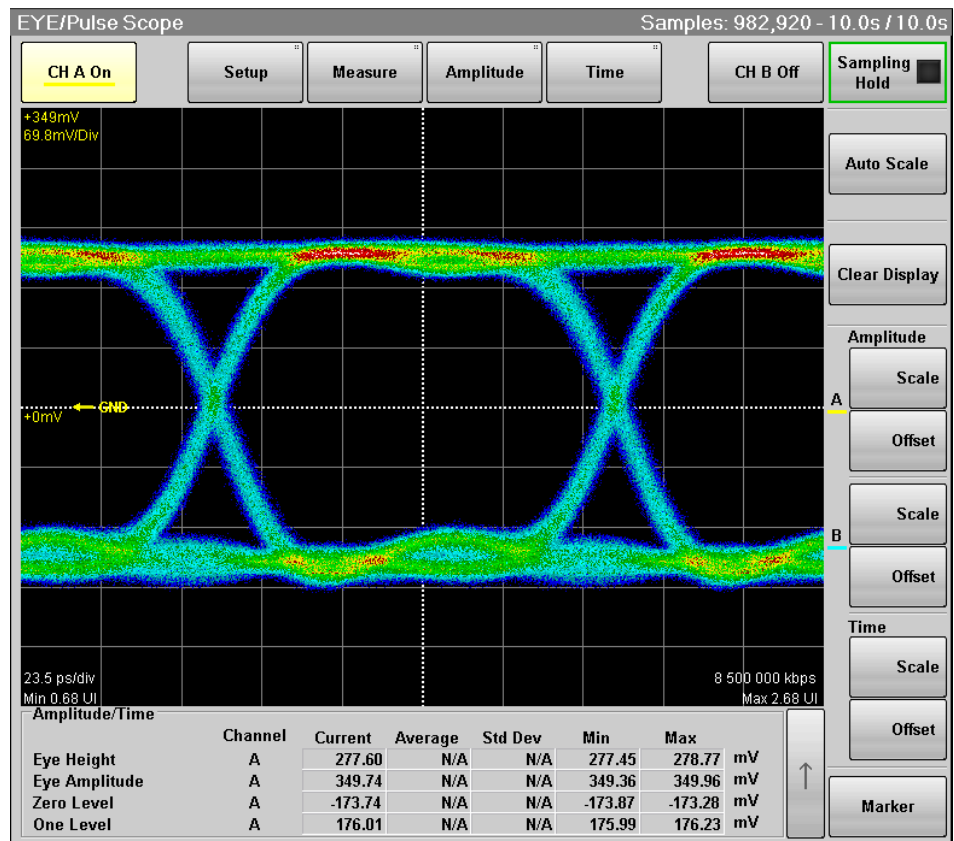 EYE/Pulse Scope Samples: 982,920 - 10.0s / 10.0s
CH A On Setup Measure Amplitude Time CH B Off Sampling Hold
+349mV
69.8mV/Div
Auto Scale
Clear Display
Amplitude
Scale
A
+0mV GND
Offset
Scale
B
Offset
Time
Scale
23.5 ps/div 8 500 000 kbps
Min 0.68 UI Max 2.68 UI
Offset
Amplitude/Time
Channel Current Average Std Dev Min Max
Eye Height A 277.60 N/A N/A 277.45 278.77 mV
Eye Amplitude A 349.74 N/A N/A 349.36 349.96 mV
Zero Level A -173.74 N/A N/A -173.87 -173.28 mV
One Level A 176.01 N/A N/A 175.99 176.23 mV
Marker